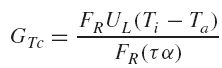 G_{Tc} = \frac{F_R U_L (T_i - T_a)}{F_R (\tau\alpha)}